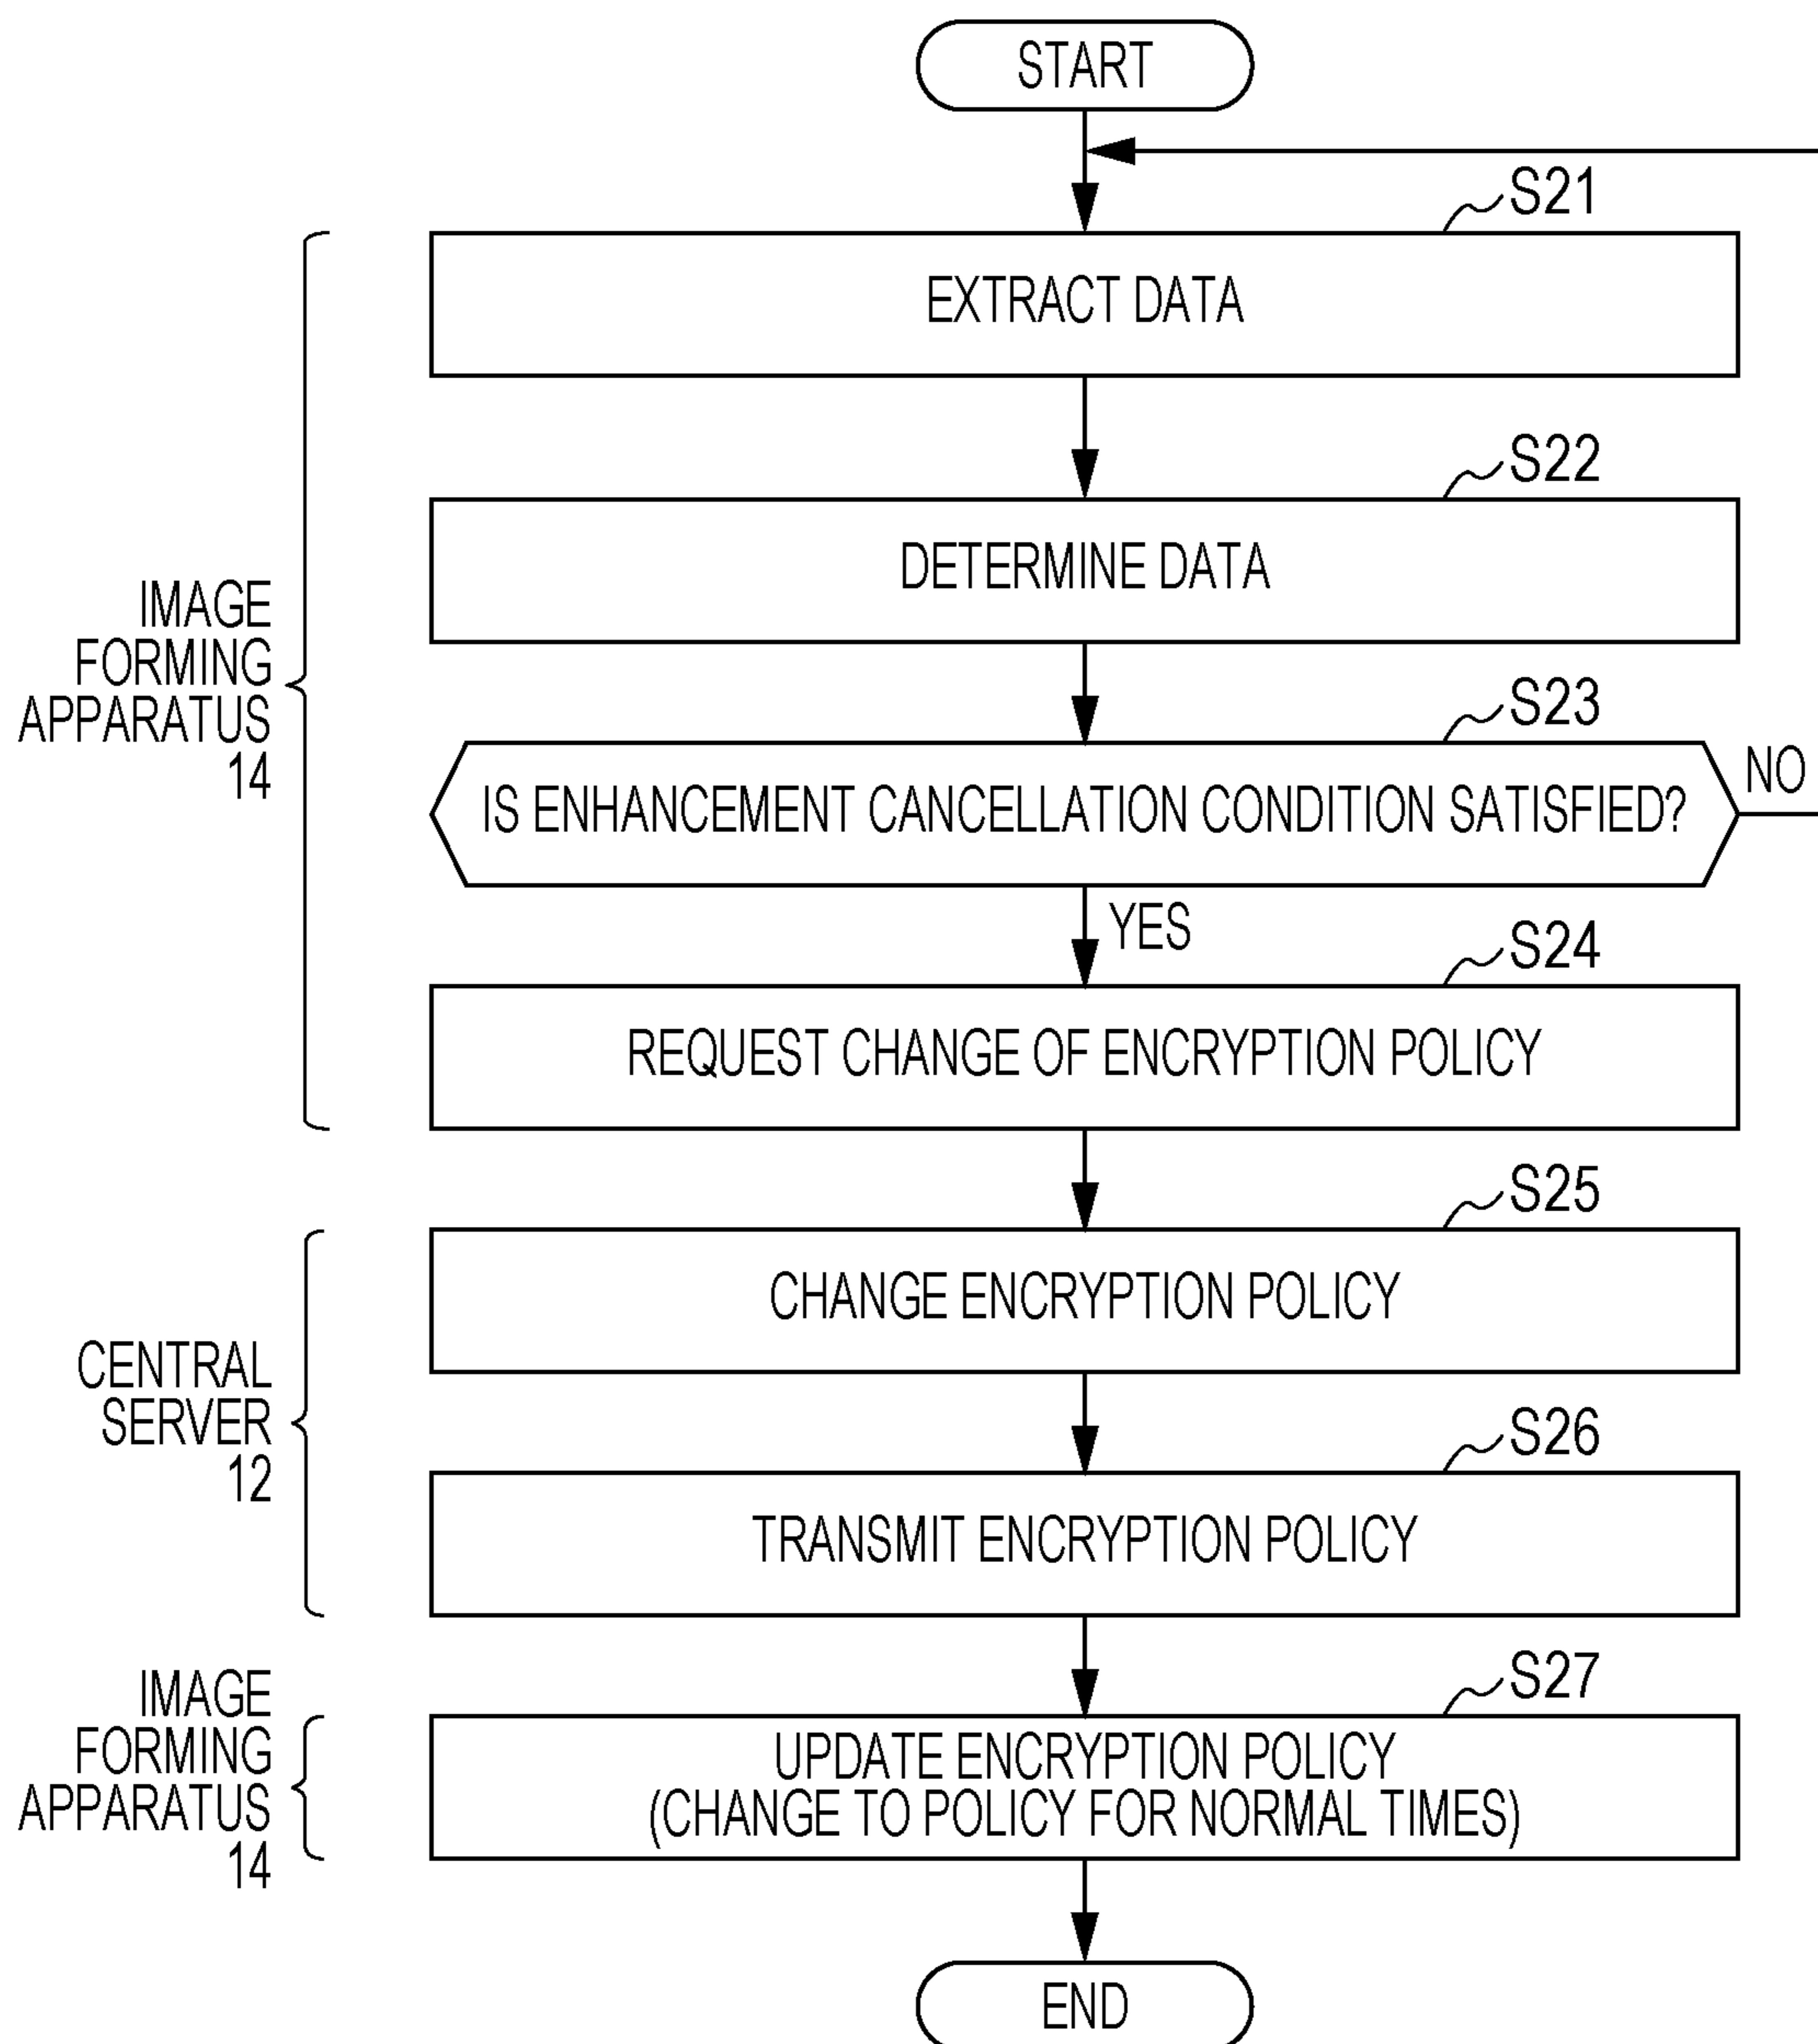 START
S21
EXTRACT DATA
S22
DETERMINE DATA
IMAGE
FORMING
APPARATUS
14
S23
IS ENHANCEMENT CANCELLATION CONDITION SATISFIED?
NO
YES
S24
REQUEST CHANGE OF ENCRYPTION POLICY
S25
CHANGE ENCRYPTION POLICY
CENTRAL
SERVER
12
S26
TRANSMIT ENCRYPTION POLICY
IMAGE
FORMING
APPARATUS
14
S27
UPDATE ENCRYPTION POLICY
(CHANGE TO POLICY FOR NORMAL TIMES)
END